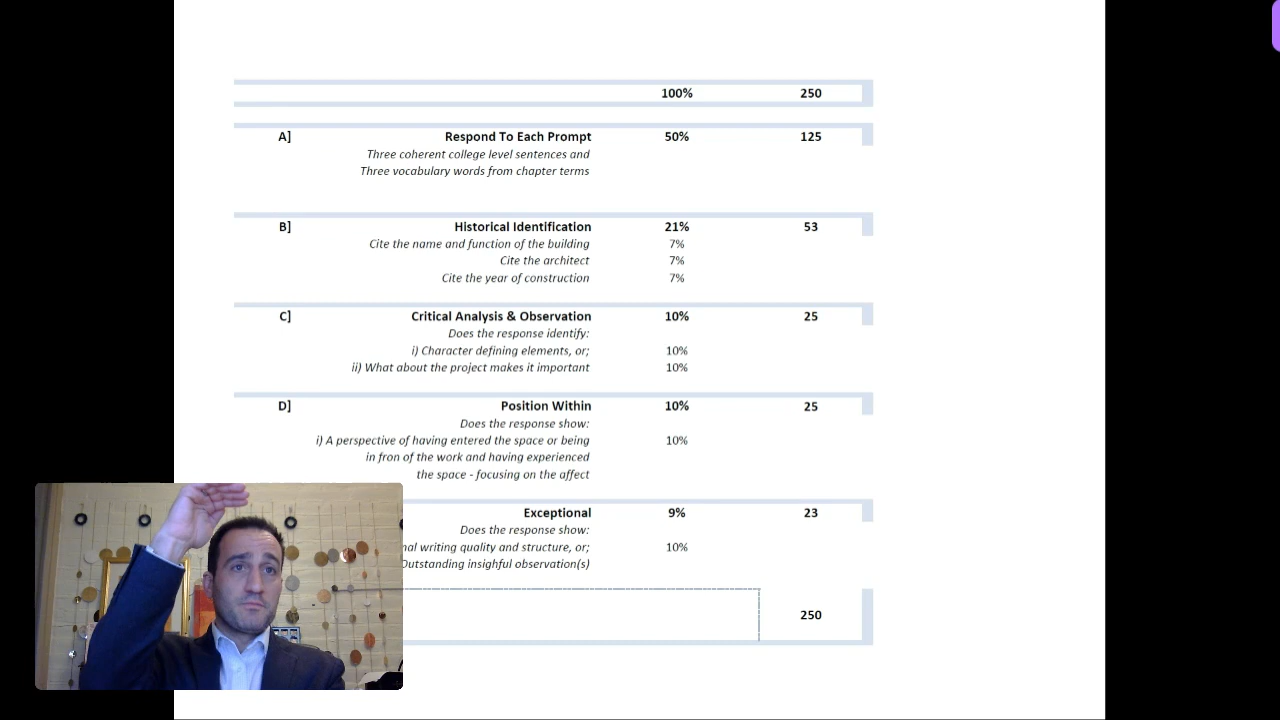 100% 250
A] Respond To Each Prompt 50% 125
Three coherent college level sentences and
Three vocabulary words from chapter terms
B] Historical Identification 21% 53
Cite the name and function of the building 7%
Cite the architect 7%
Cite the year of construction 7%
C] Critical Analysis & Observation 10% 25
Does the response identify:
i) Character defining elements, or; 10%
ii) What about the project makes it important 10%
D] Position Within 10% 25
Does the response show:
i) A perspective of having entered the space or being 10%
in fron of the work and having experienced
the space - focusing on the affect
Exceptional 9% 23
Does the response show:
writing quality and structure, or; 10%
Outstanding insighful observation(s)
250